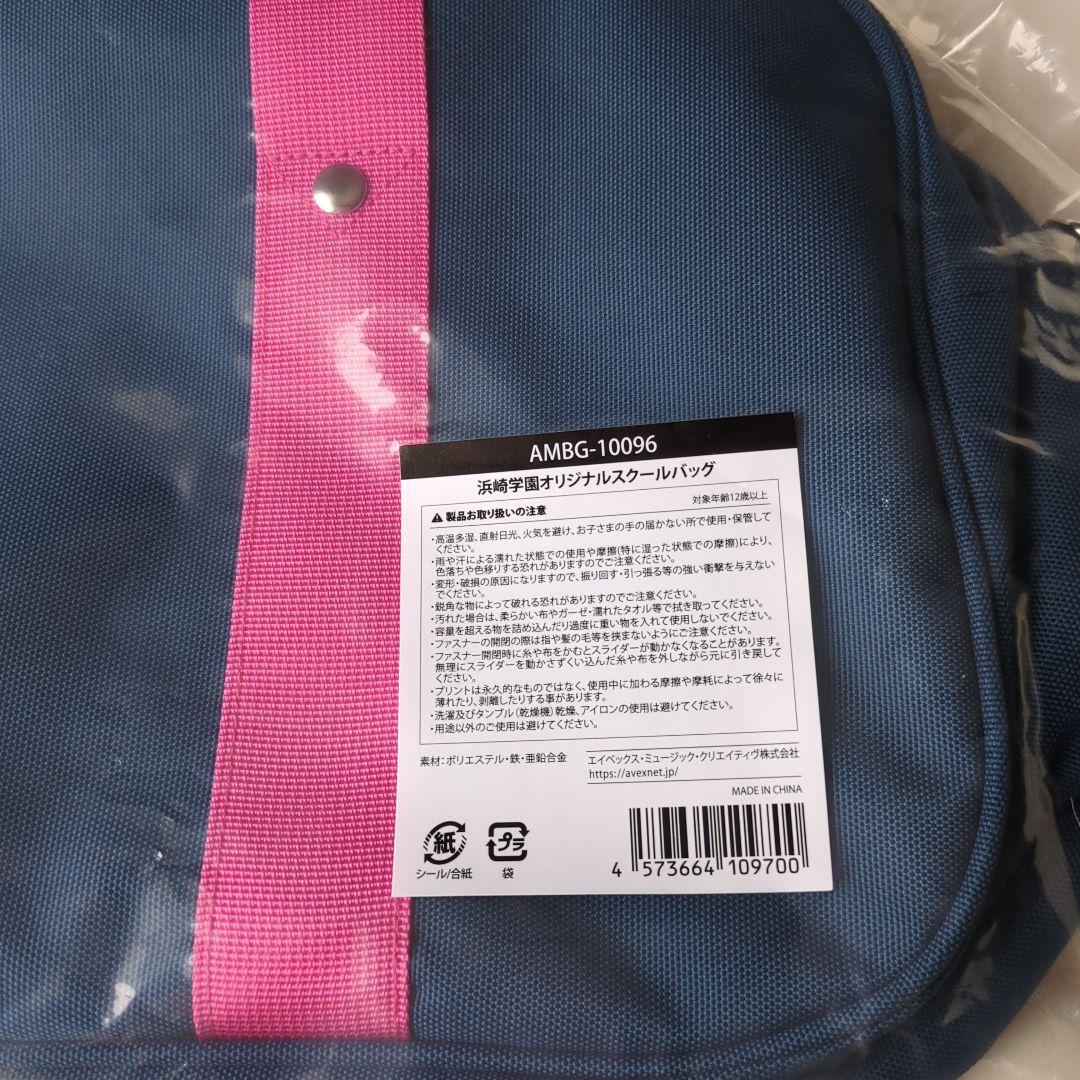 AMBG-10096
浜崎学園オリジナルスクールバッグ
対象年齢12歳以上
⚠ 製品お取り扱いの注意
・高温多湿、直射日光、火気を避け、お子さまの手の届かない所で使用・保管して
ください。
・雨や汗による濡れた状態での使用や摩擦(特に湿った状態での摩擦)により、
色落ちや色移りする恐れがありますのでご注意ください。
・変形・破損の原因になりますので、振り回す・引っ張る等の強い衝撃を与えない
でください。
・鋭角な物によって破れる恐れがありますのでご注意ください。
・汚れた場合は、柔らかい布やガーゼ・濡れたタオル等で拭き取ってください。
・容量を超える物を詰め込んだり過度に重い物を入れて使用しないでください。
・ファスナーの開閉の際は指や髪の毛等を挟まないようにご注意ください。
・ファスナー開閉時に糸や布をかむとスライダーが動かなくなることがあります。
無理にスライダーを動かさずくい込んだ糸や布を外しながら元に引き戻して
ください。
・プリントは永久的なものではなく、使用中に加わる摩擦や摩耗によって徐々に
薄れたり、剥離したりする事があります。
・洗濯及びタンブル(乾燥機)乾燥、アイロンの使用は避けてください。
・用途以外のご使用は避けてください。
素材:ポリエステル・鉄・亜鉛合金
エイベックス・ミュージック・クリエイティヴ株式会社
https://avexnet.jp/
MADE IN CHINA
紙
シール/合紙
プラ
袋
4 573664 109700